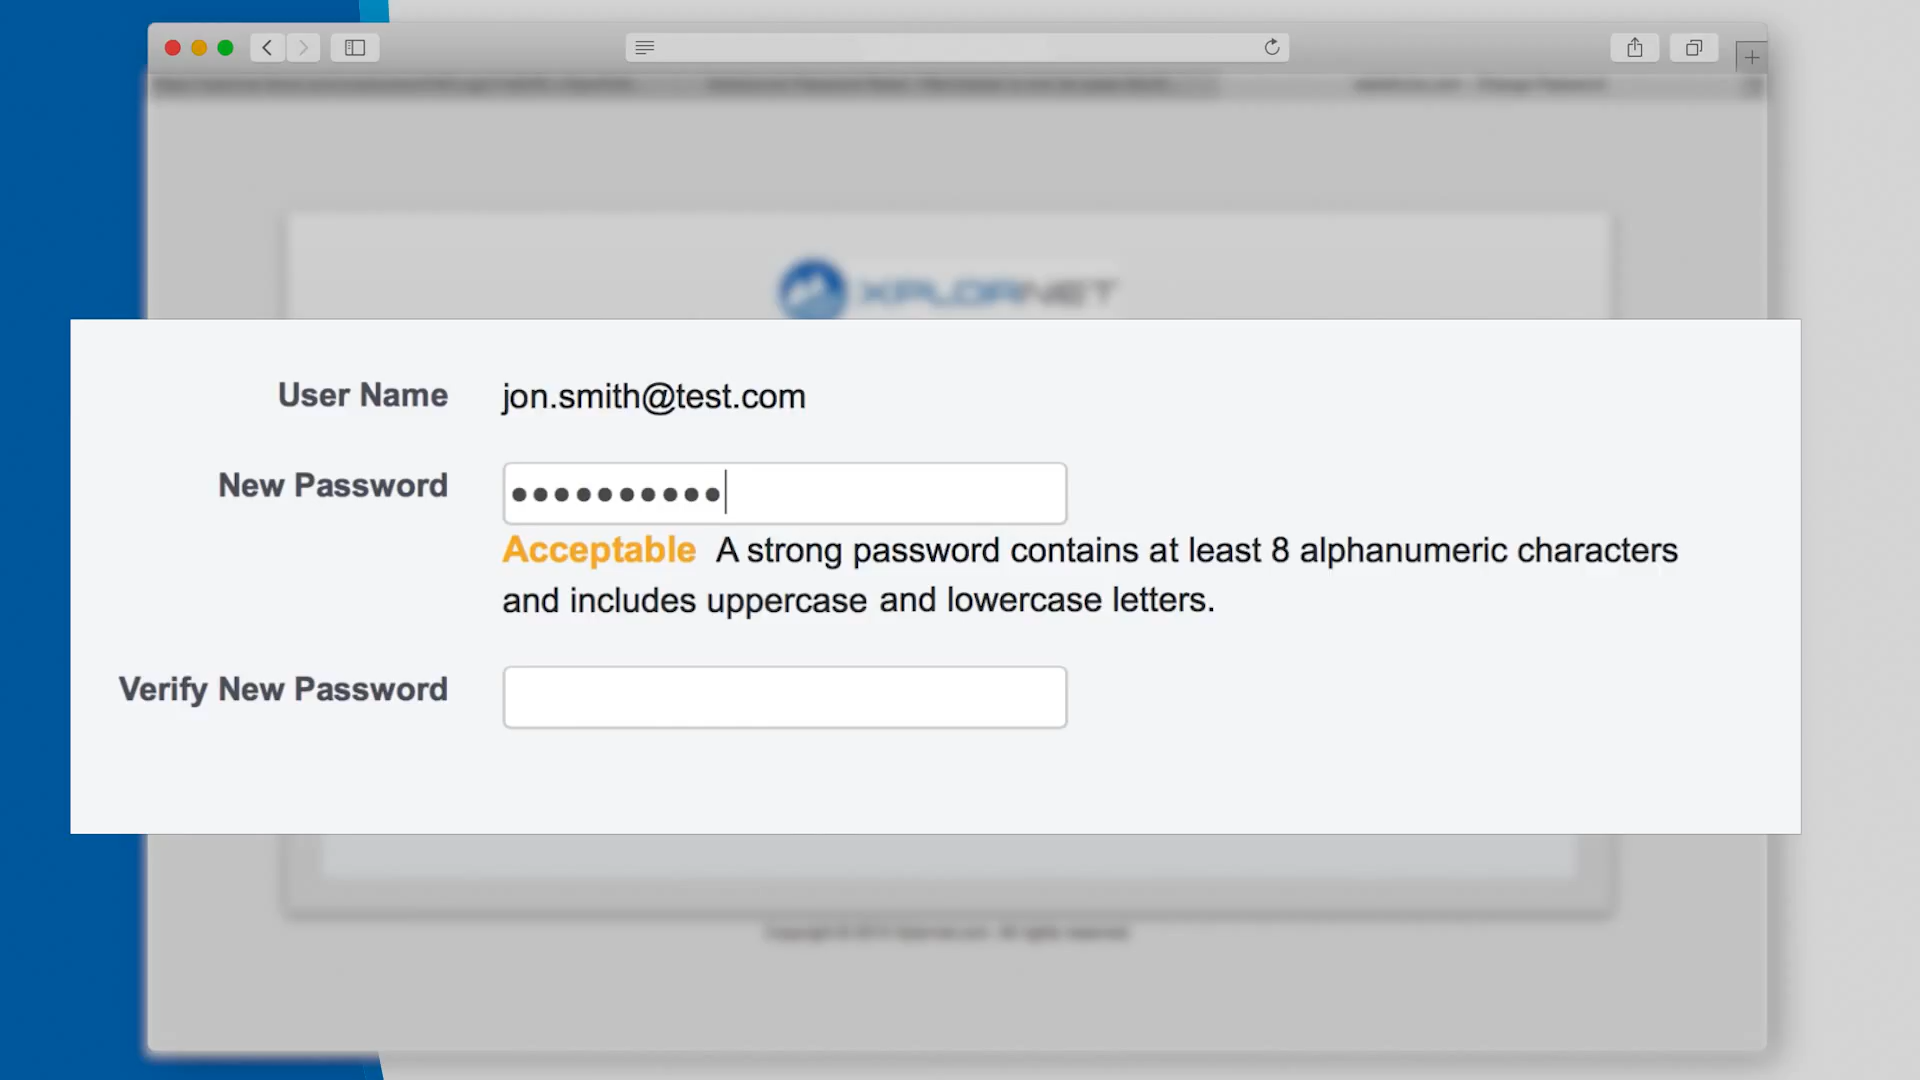 XPLORNET
User Name
jon.smith@test.com
New Password
Acceptable A strong password contains at least 8 alphanumeric characters
and includes uppercase and lowercase letters.
Verify New Password